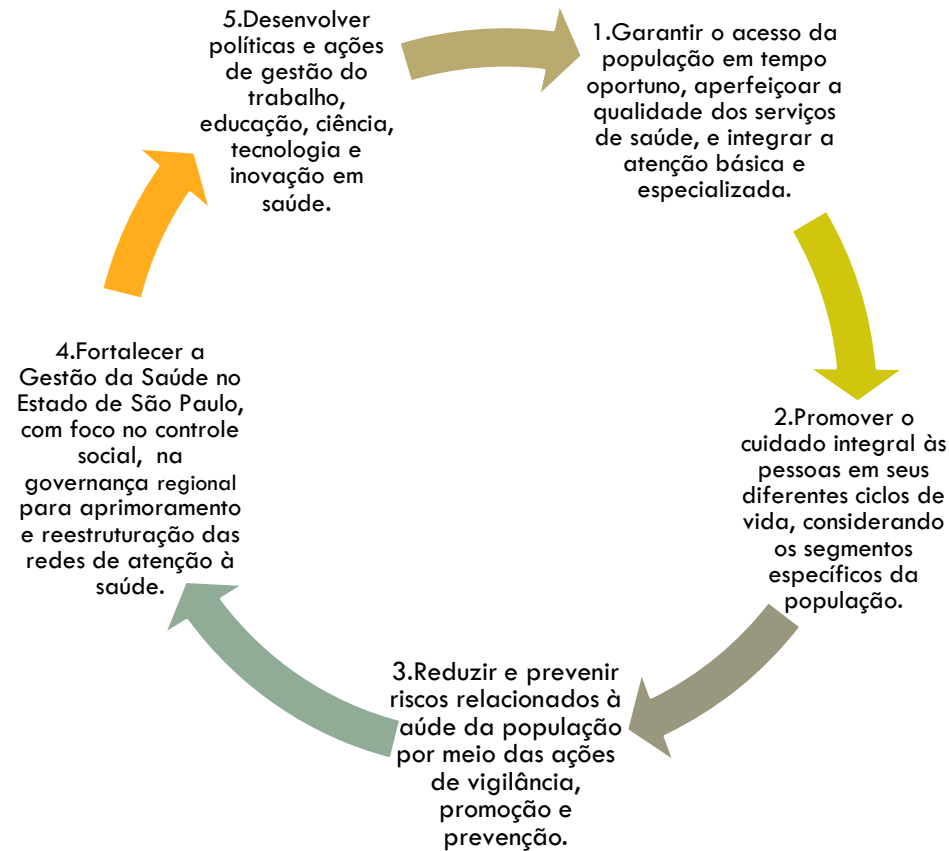 1.Garantir o acesso da
população em tempo
oportuno, aperfeiçoar a
qualidade dos serviços
de saúde, e integrar a
atenção básica e
especializada.
2.Promover o
cuidado integral às
pessoas em seus
diferentes ciclos de
vida, considerando
os segmentos
específicos da
população.
3.Reduzir e prevenir
riscos relacionados à
aúde da população
por meio das ações
de vigilância,
promoção e
prevenção.
4.Fortalecer a
Gestão da Saúde no
Estado de São Paulo,
com foco no controle
social, na
governança regional
para aprimoramento
e reestruturação das
redes de atenção à
saúde.
5.Desenvolver
políticas e ações
de gestão do
trabalho,
educação, ciência,
tecnologia e
inovação em
saúde.